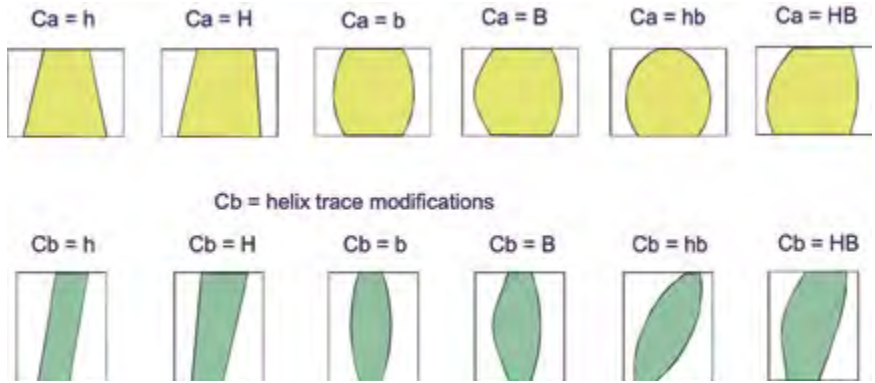 Ca = h Ca = H Ca = b Ca = B Ca = hb Ca = HB
Cb = helix trace modifications
Cb = h Cb = H Cb = b Cb = B Cb = hb Cb = HB